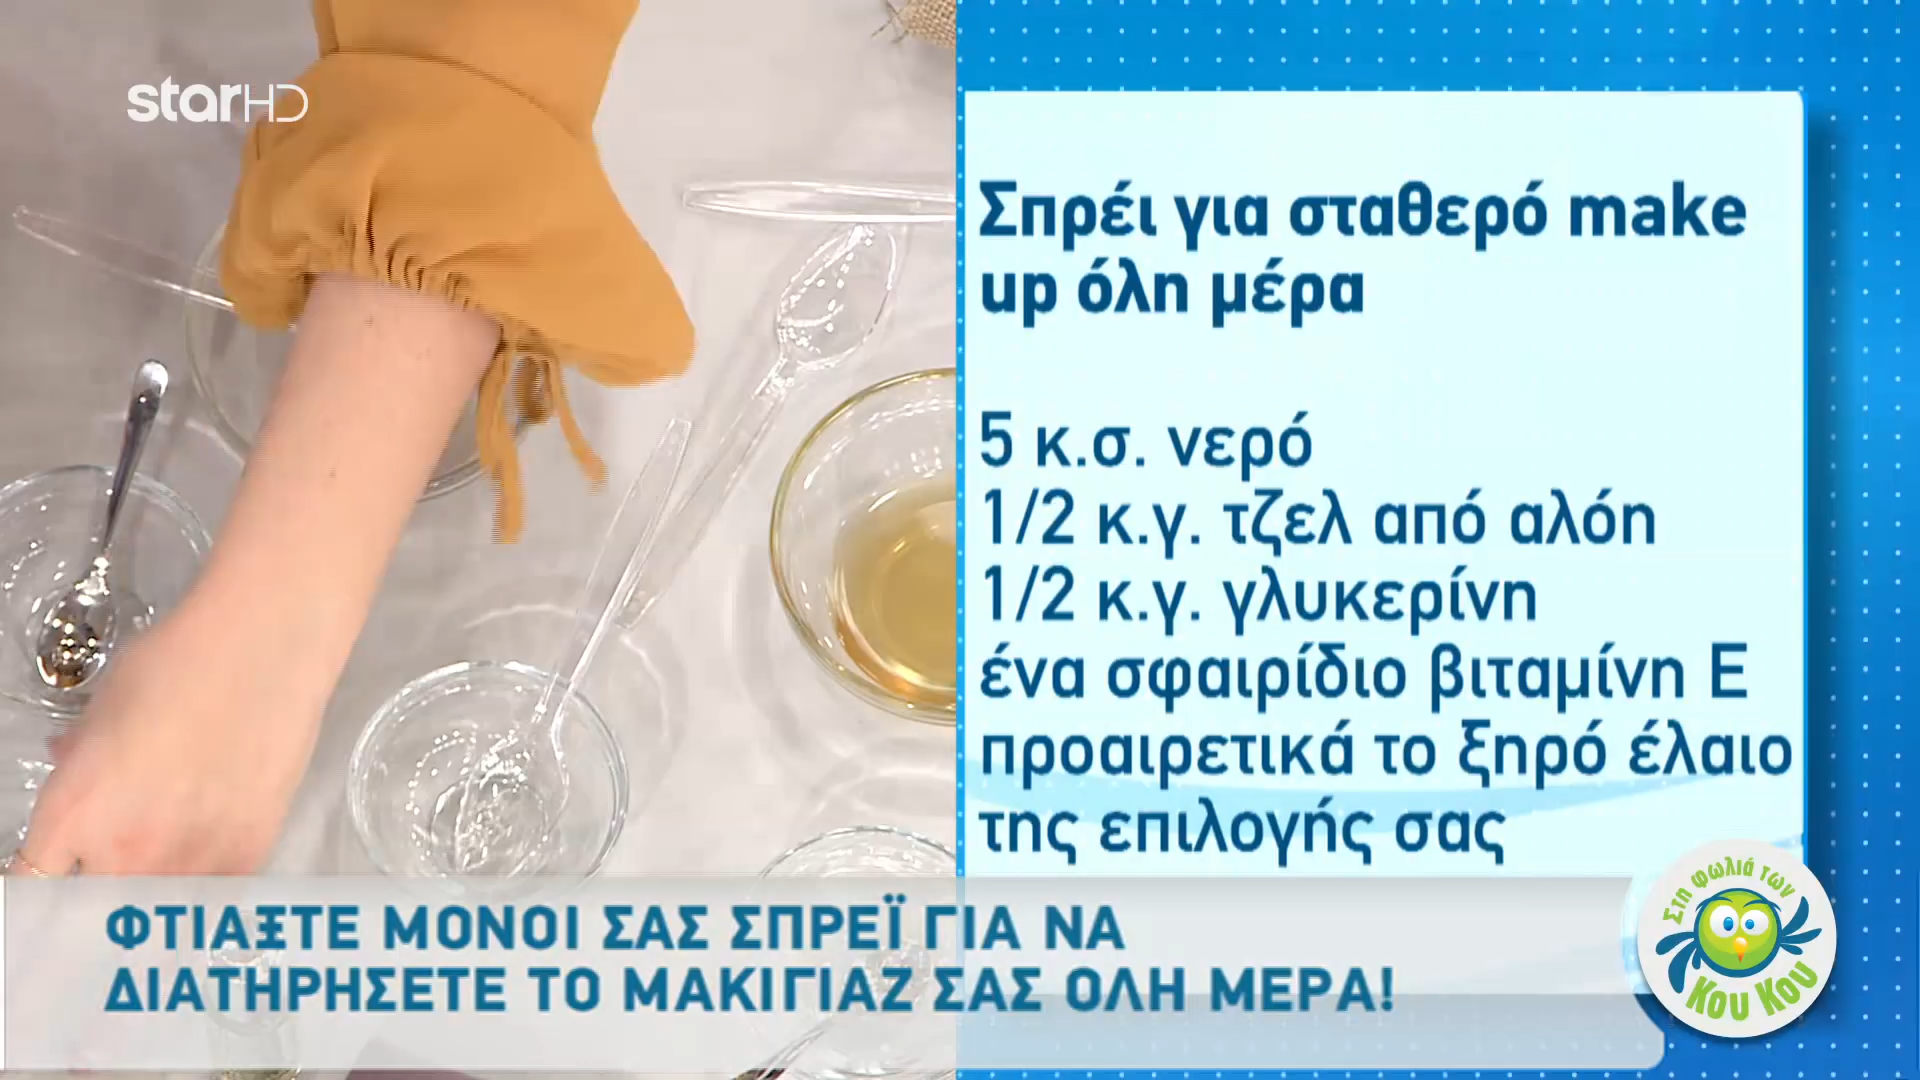 starHD
Σπρέι για σταθερό make
up όλη μέρα
5 κ.σ. νερό
1/2 κ.γ. τζελ από αλόη
1/2 κ.γ. γλυκερίνη
ένα σφαιρίδιο βιταμίνη Ε
προαιρετικά το ξηρό έλαιο
της επιλογής σας
ΦΤΙΑΞΤΕ ΜΟΝΟΙ ΣΑΣ ΣΠΡΕΪ ΓΙΑ ΝΑ
ΔΙΑΤΗΡΗΣΕΤΕ ΤΟ ΜΑΚΙΓΙΑΖ ΣΑΣ ΟΛΗ ΜΕΡΑ!
Στη φωλιά των
Κου Κου